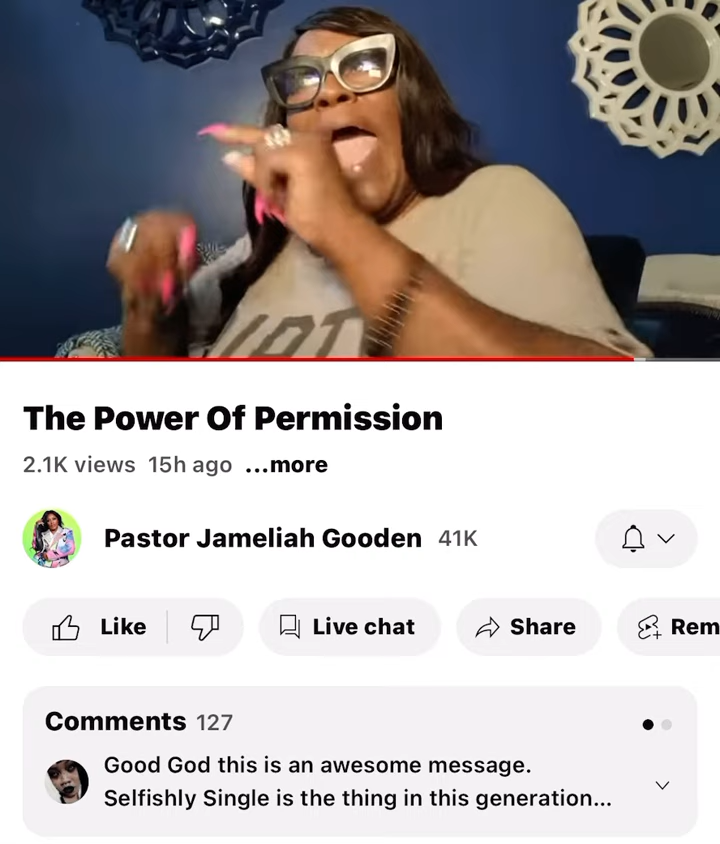 The Power Of Permission
2.1K views 15h ago ...more
Pastor Jameliah Gooden 41K
Like
Live chat
Share
Rem
Comments 127
Good God this is an awesome message.
Selfishly Single is the thing in this generation...